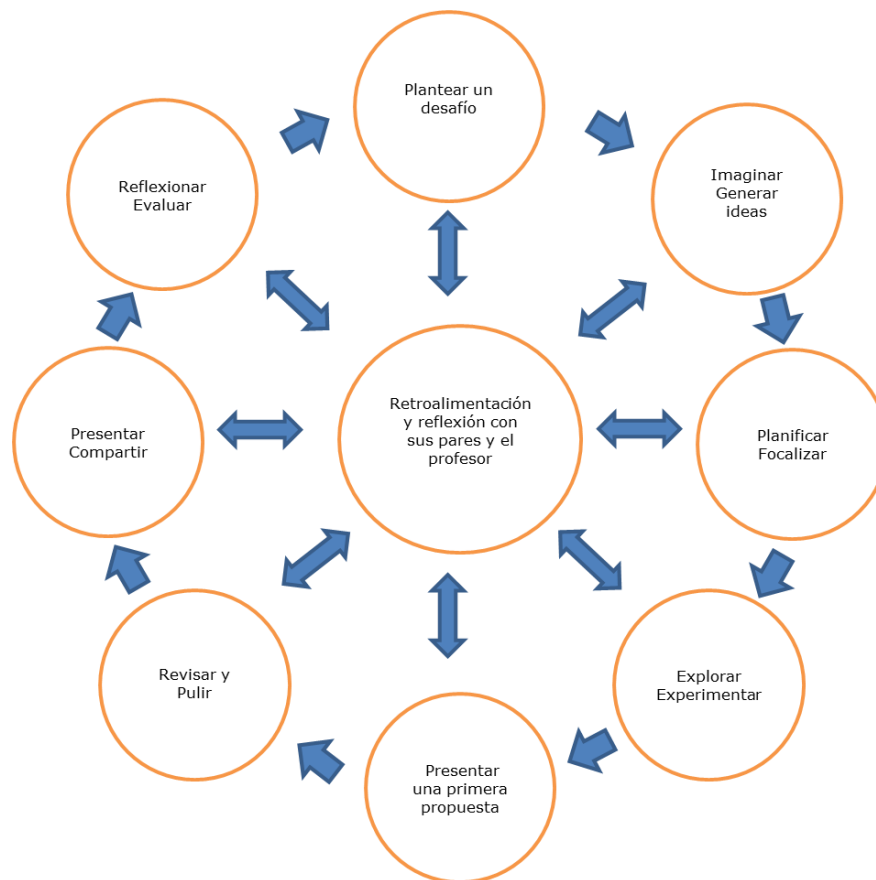 Plantear un
desafío
Imaginar
Generar
ideas
Planificar
Focalizar
Explorar
Experimentar
Presentar
una primera
propuesta
Revisar y
Pulir
Presentar
Compartir
Reflexionar
Evaluar
Retroalimentación
y reflexión con
sus pares y el
profesor